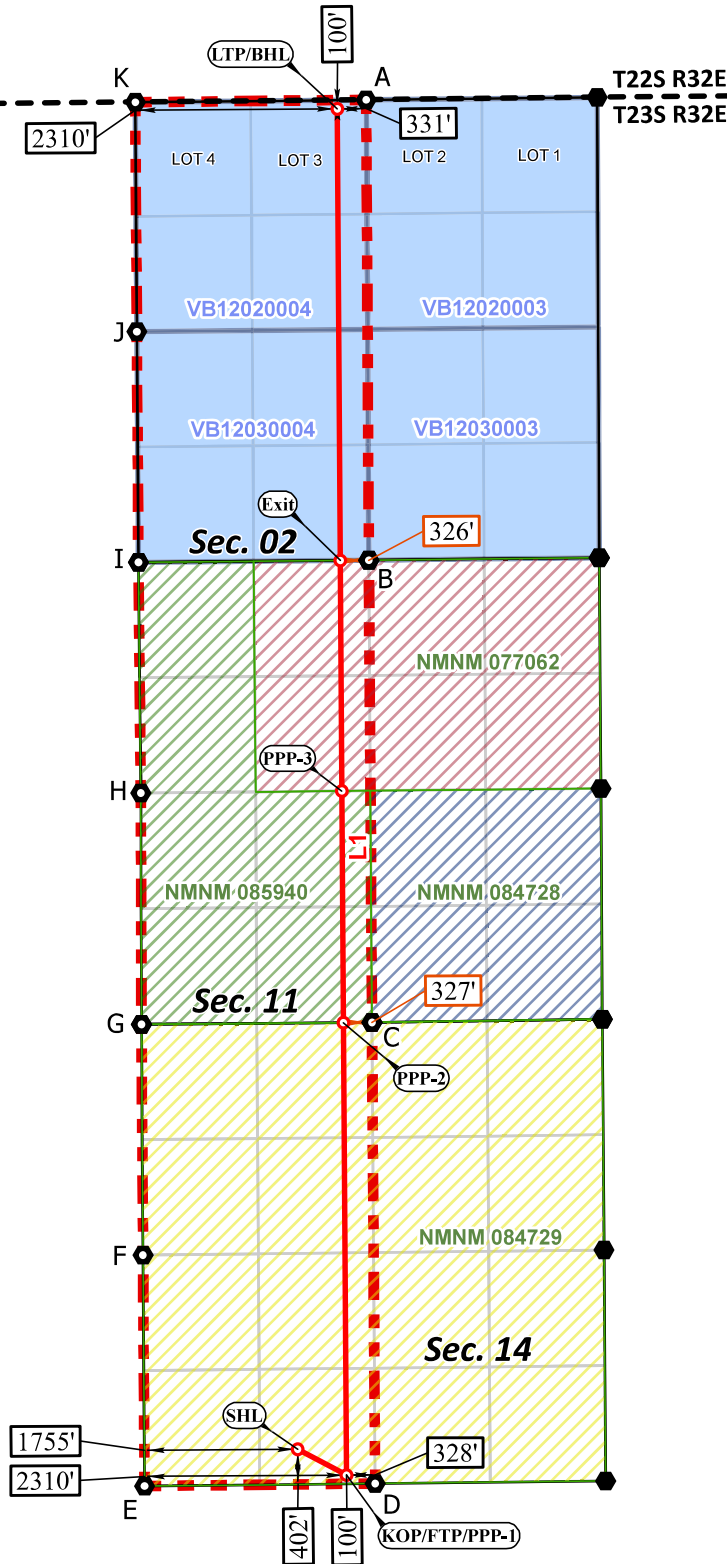 LTP/BHL
100'
K
A
T22S R32E
T23S R32E
2310'
331'
LOT 4
LOT 3
LOT 2
LOT 1
VB12020004
VB12020003
J
VB12030004
VB12030003
Exit
326'
Sec. 02
I
B
NMNM 077062
PPP-3
H
L1
NMNM 085940
NMNM 084728
327'
Sec. 11
G
C
PPP-2
NMNM 084729
F
Sec. 14
SHL
1755'
328'
2310'
E
D
402'
100'
KOP/FTP/PPP-1